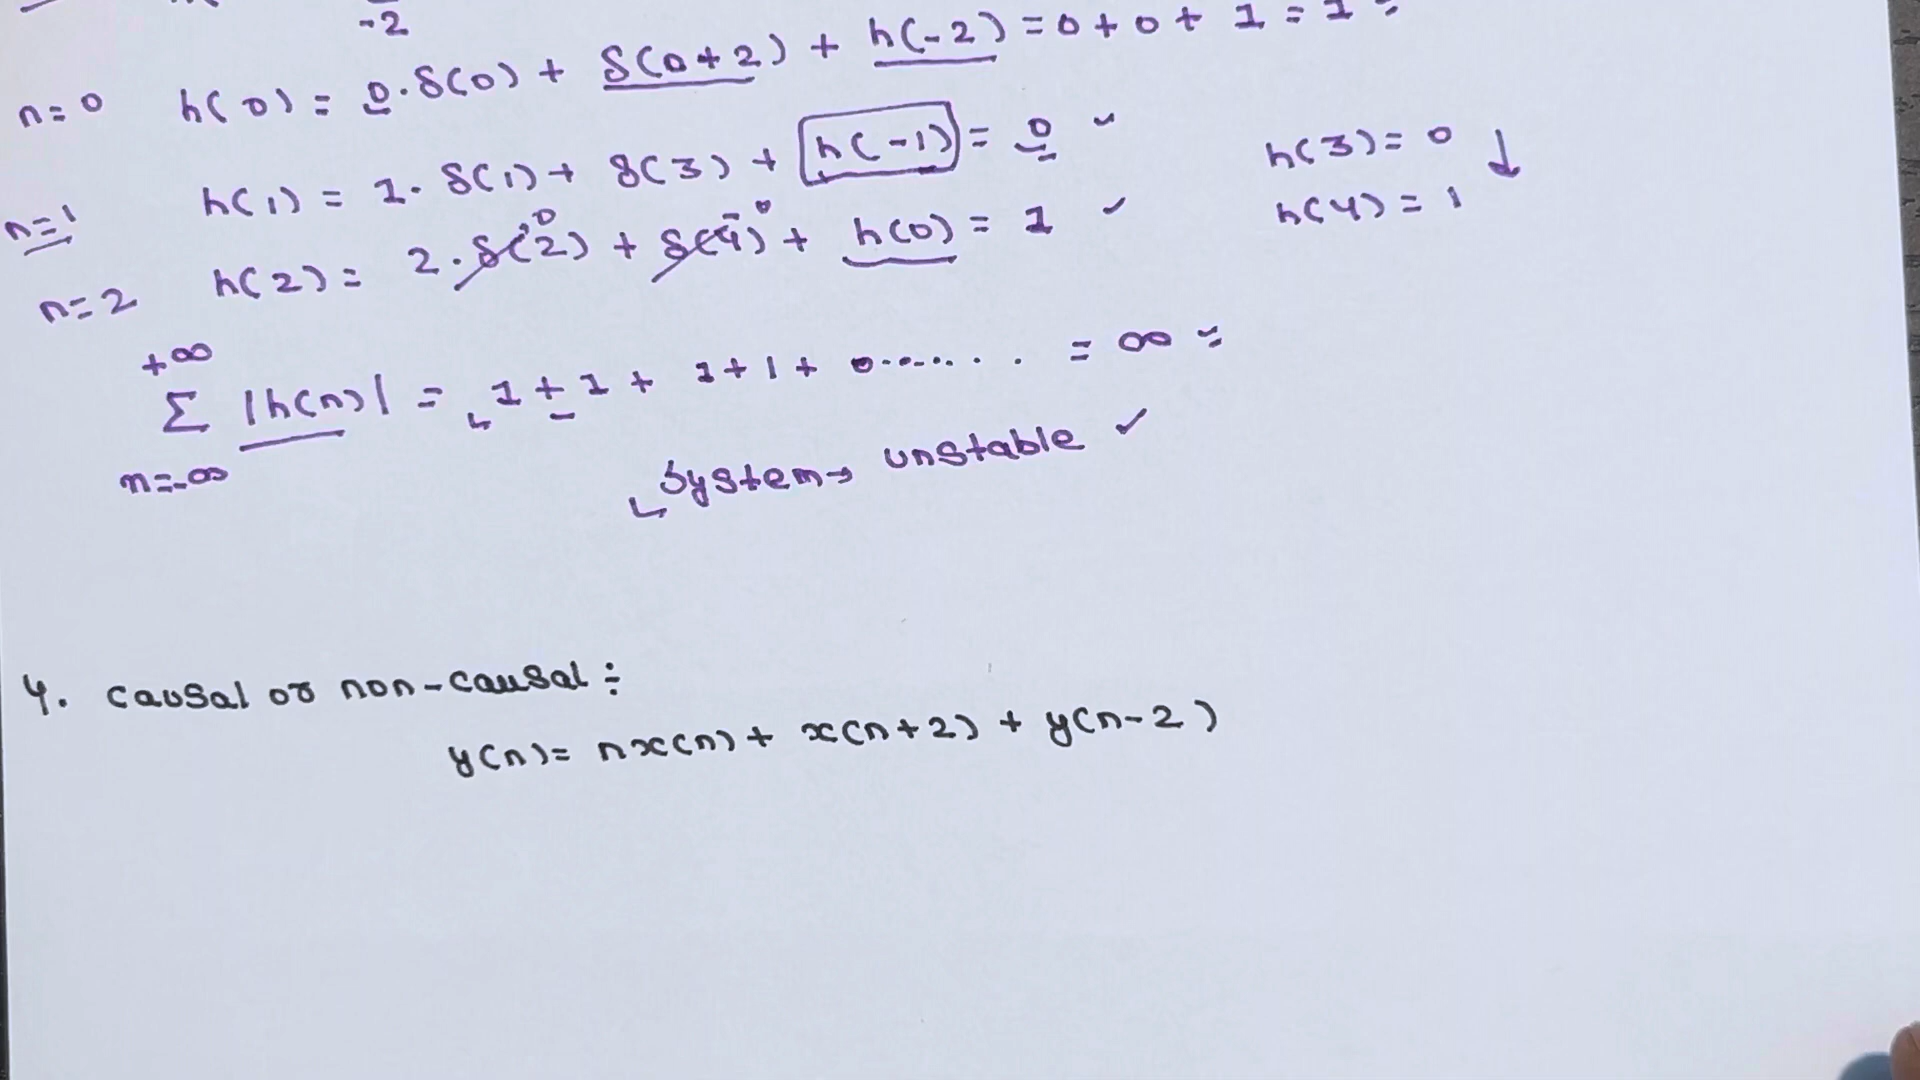 -2
n=0 h(0) = 0·δ(0) + δ(0+2) + h(-2) = 0+0+ 1 = 1
n=1 h(1) = 1·δ(1) + δ(3) + h(-1) = 0 h(3)= 0
n=2 h(2) = 2·δ(2)⁰ + δ(4)⁰ + h(0) = 1 h(4) = 1
+∞
Σ |h(n)| = 1 + 1 + 1+1+ 0....... = ∞
n=-∞
System→ unstable ✓
4. causal or non-causal ÷
y(n)= nx(n) + x(n+2) + y(n-2)